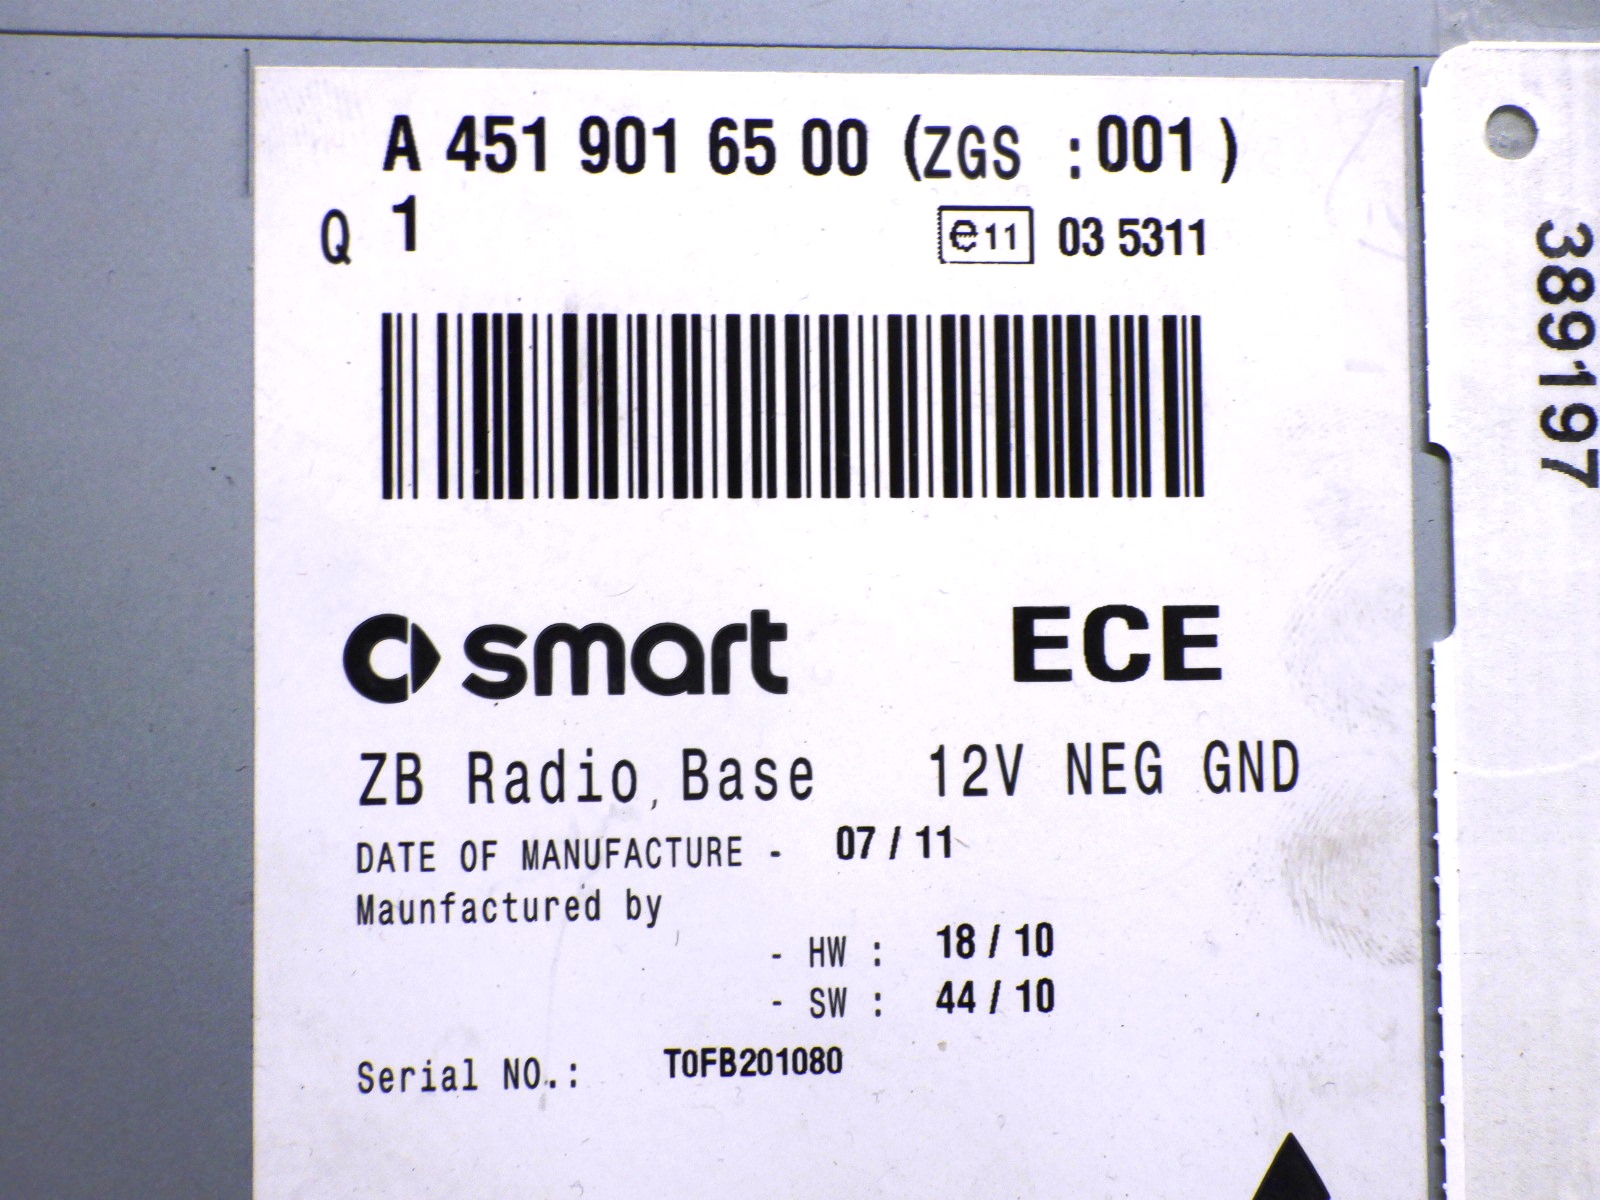 A 451 901 65 00 (ZGS : 001 )
Q 1
e11 03 5311
smart ECE
ZB Radio Base 12V NEG GND
DATE OF MANUFACTURE - 07 / 11
Maunfactured by
- HW : 18 / 10
- SW : 44 / 10
Serial NO.: T0FB201080
389197